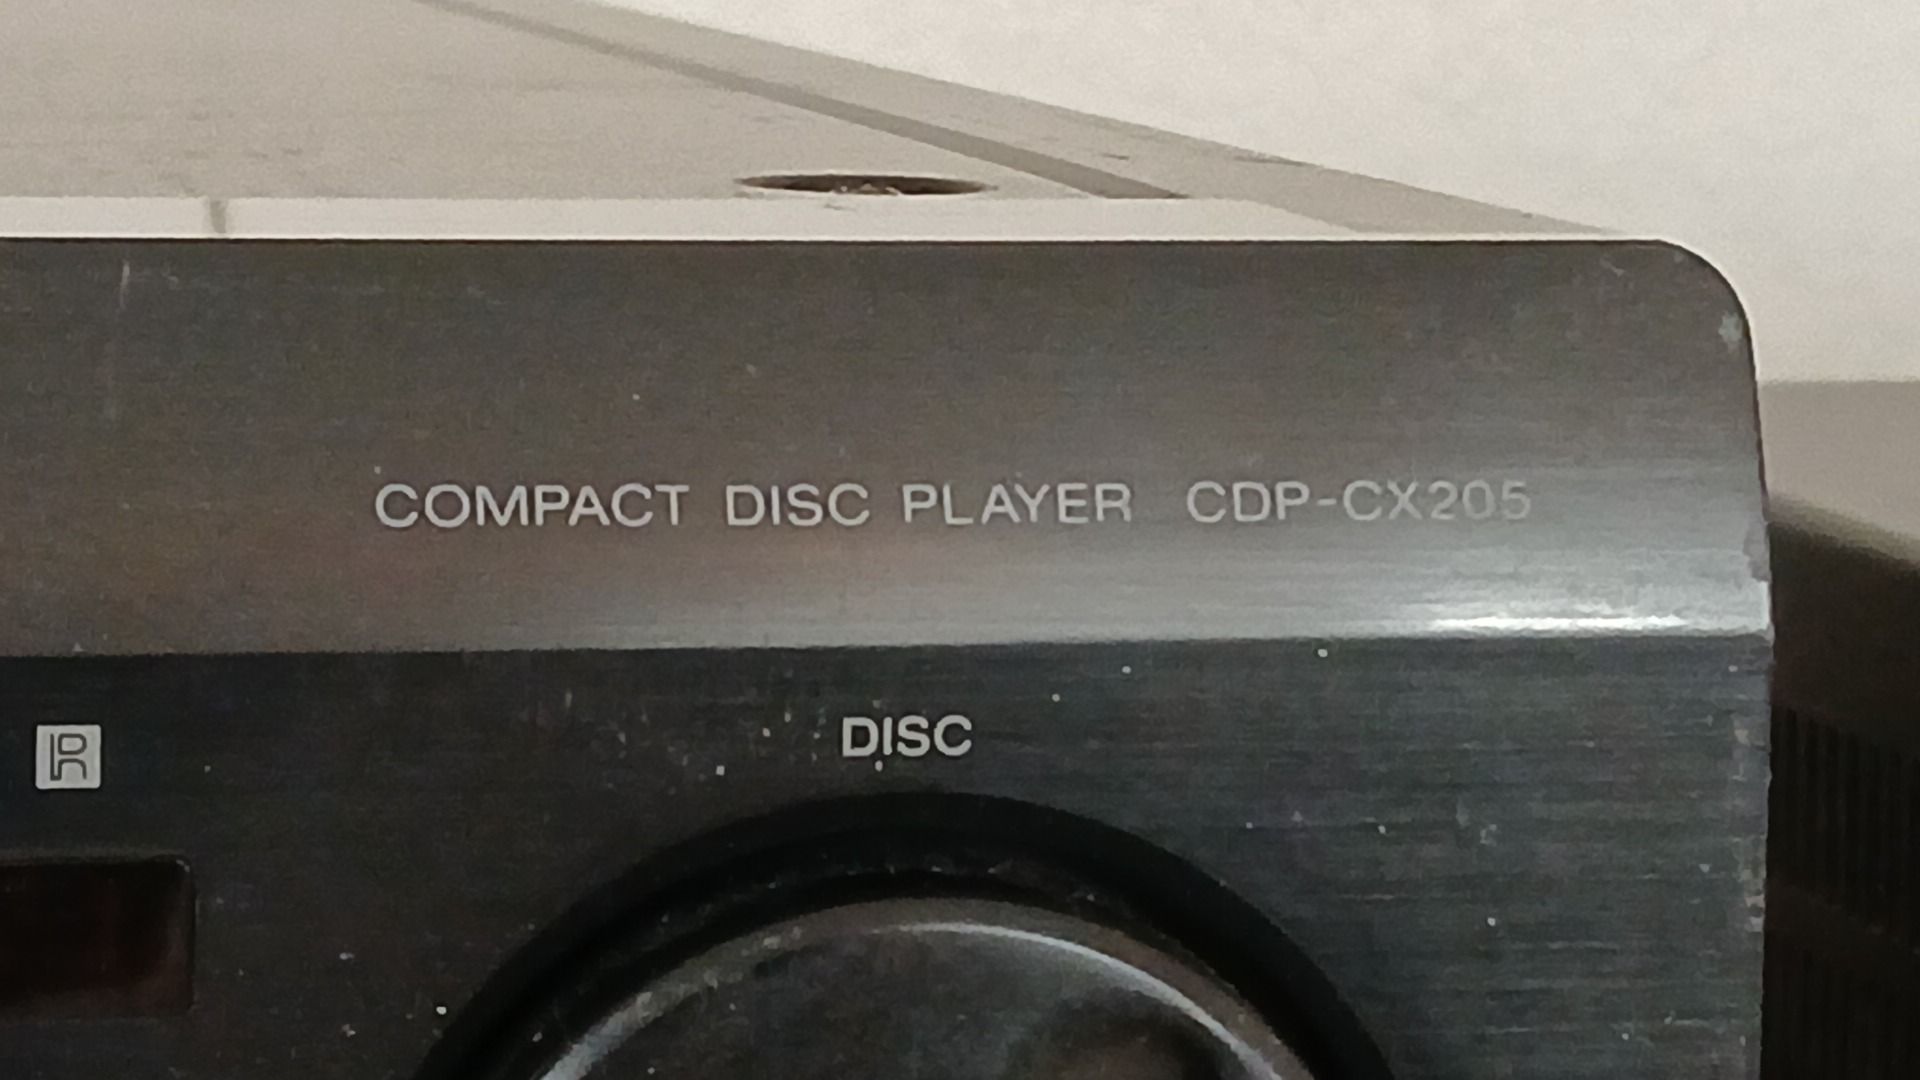 COMPACT DISC PLAYER CDP-CX205
R
DISC